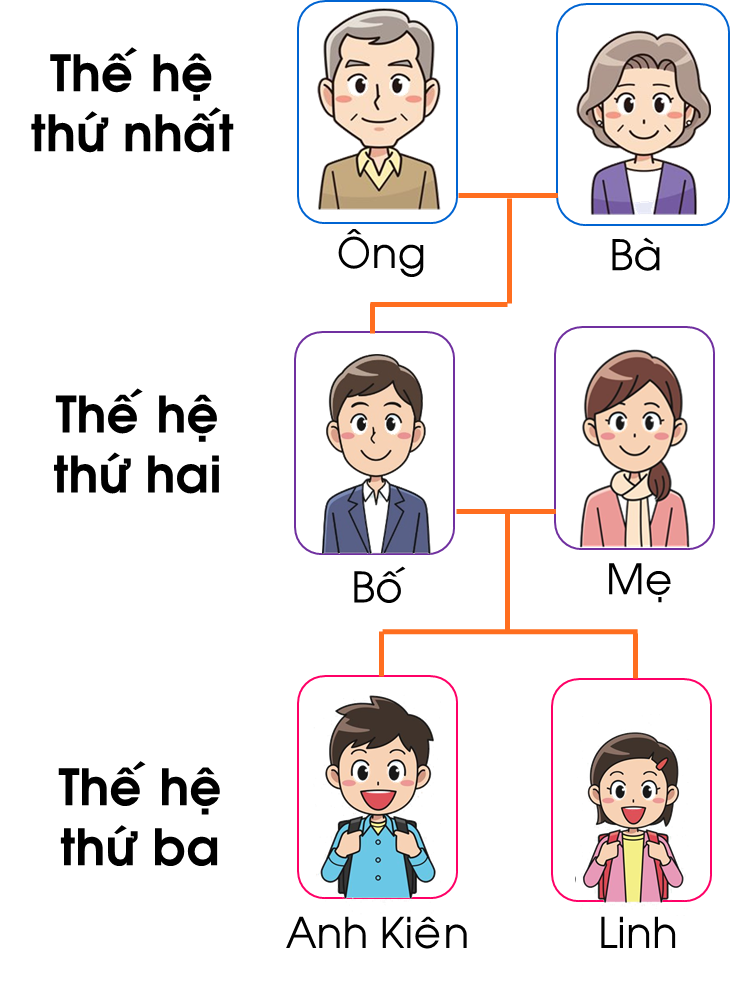 Thế hệ
thứ nhất
Ông
Bà
Thế hệ
thứ hai
Bố
Mẹ
Thế hệ
thứ ba
Anh Kiên
Linh